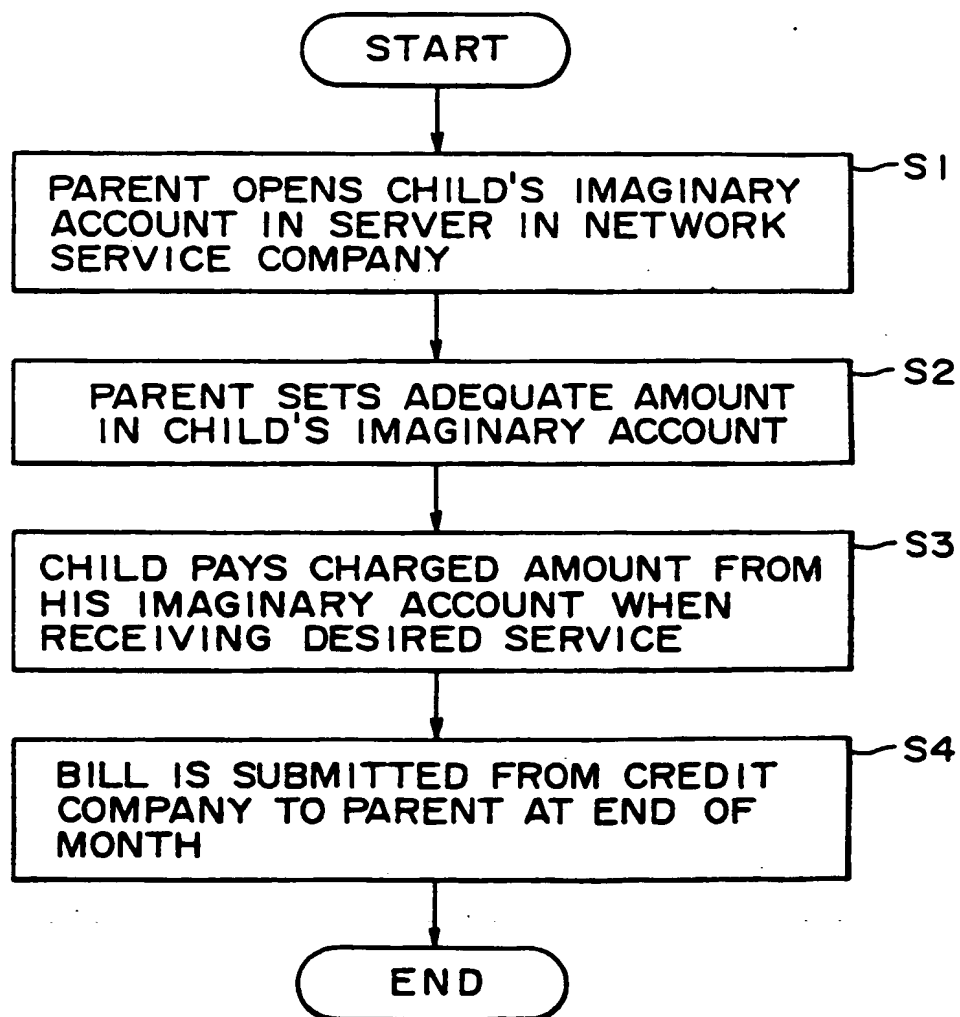 START
PARENT OPENS CHILD'S IMAGINARY
ACCOUNT IN SERVER IN NETWORK
SERVICE COMPANY
S1
PARENT SETS ADEQUATE AMOUNT
IN CHILD'S IMAGINARY ACCOUNT
S2
CHILD PAYS CHARGED AMOUNT FROM
HIS IMAGINARY ACCOUNT WHEN
RECEIVING DESIRED SERVICE
S3
BILL IS SUBMITTED FROM CREDIT
COMPANY TO PARENT AT END OF
MONTH
S4
END